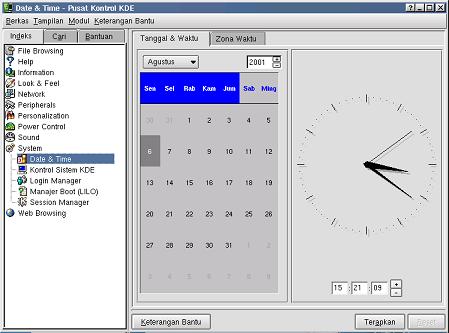 Date & Time - Pusat Kontrol KDE
Berkas Tampilan Modul Keterangan Bantu
Indeks Cari Bantuan
File Browsing
Help
Information
Look & Feel
Network
Peripherals
Personalization
Power Control
Sound
System
Date & Time
Kontrol Sistem KDE
Login Manager
Manajer Boot (LILO)
Session Manager
Web Browsing
Tanggal & Waktu Zona Waktu
Agustus 2001
Sen Sel Rab Kam Jum Sab Ming
30 31 1 2 3 4 5
6 7 8 9 10 11 12
13 14 15 16 17 18 19
20 21 22 23 24 25 26
27 28 29 30 31 1 2
3 4 5 6 7 8 9
15 : 21 : 09
Keterangan Bantu Terapkan Reset